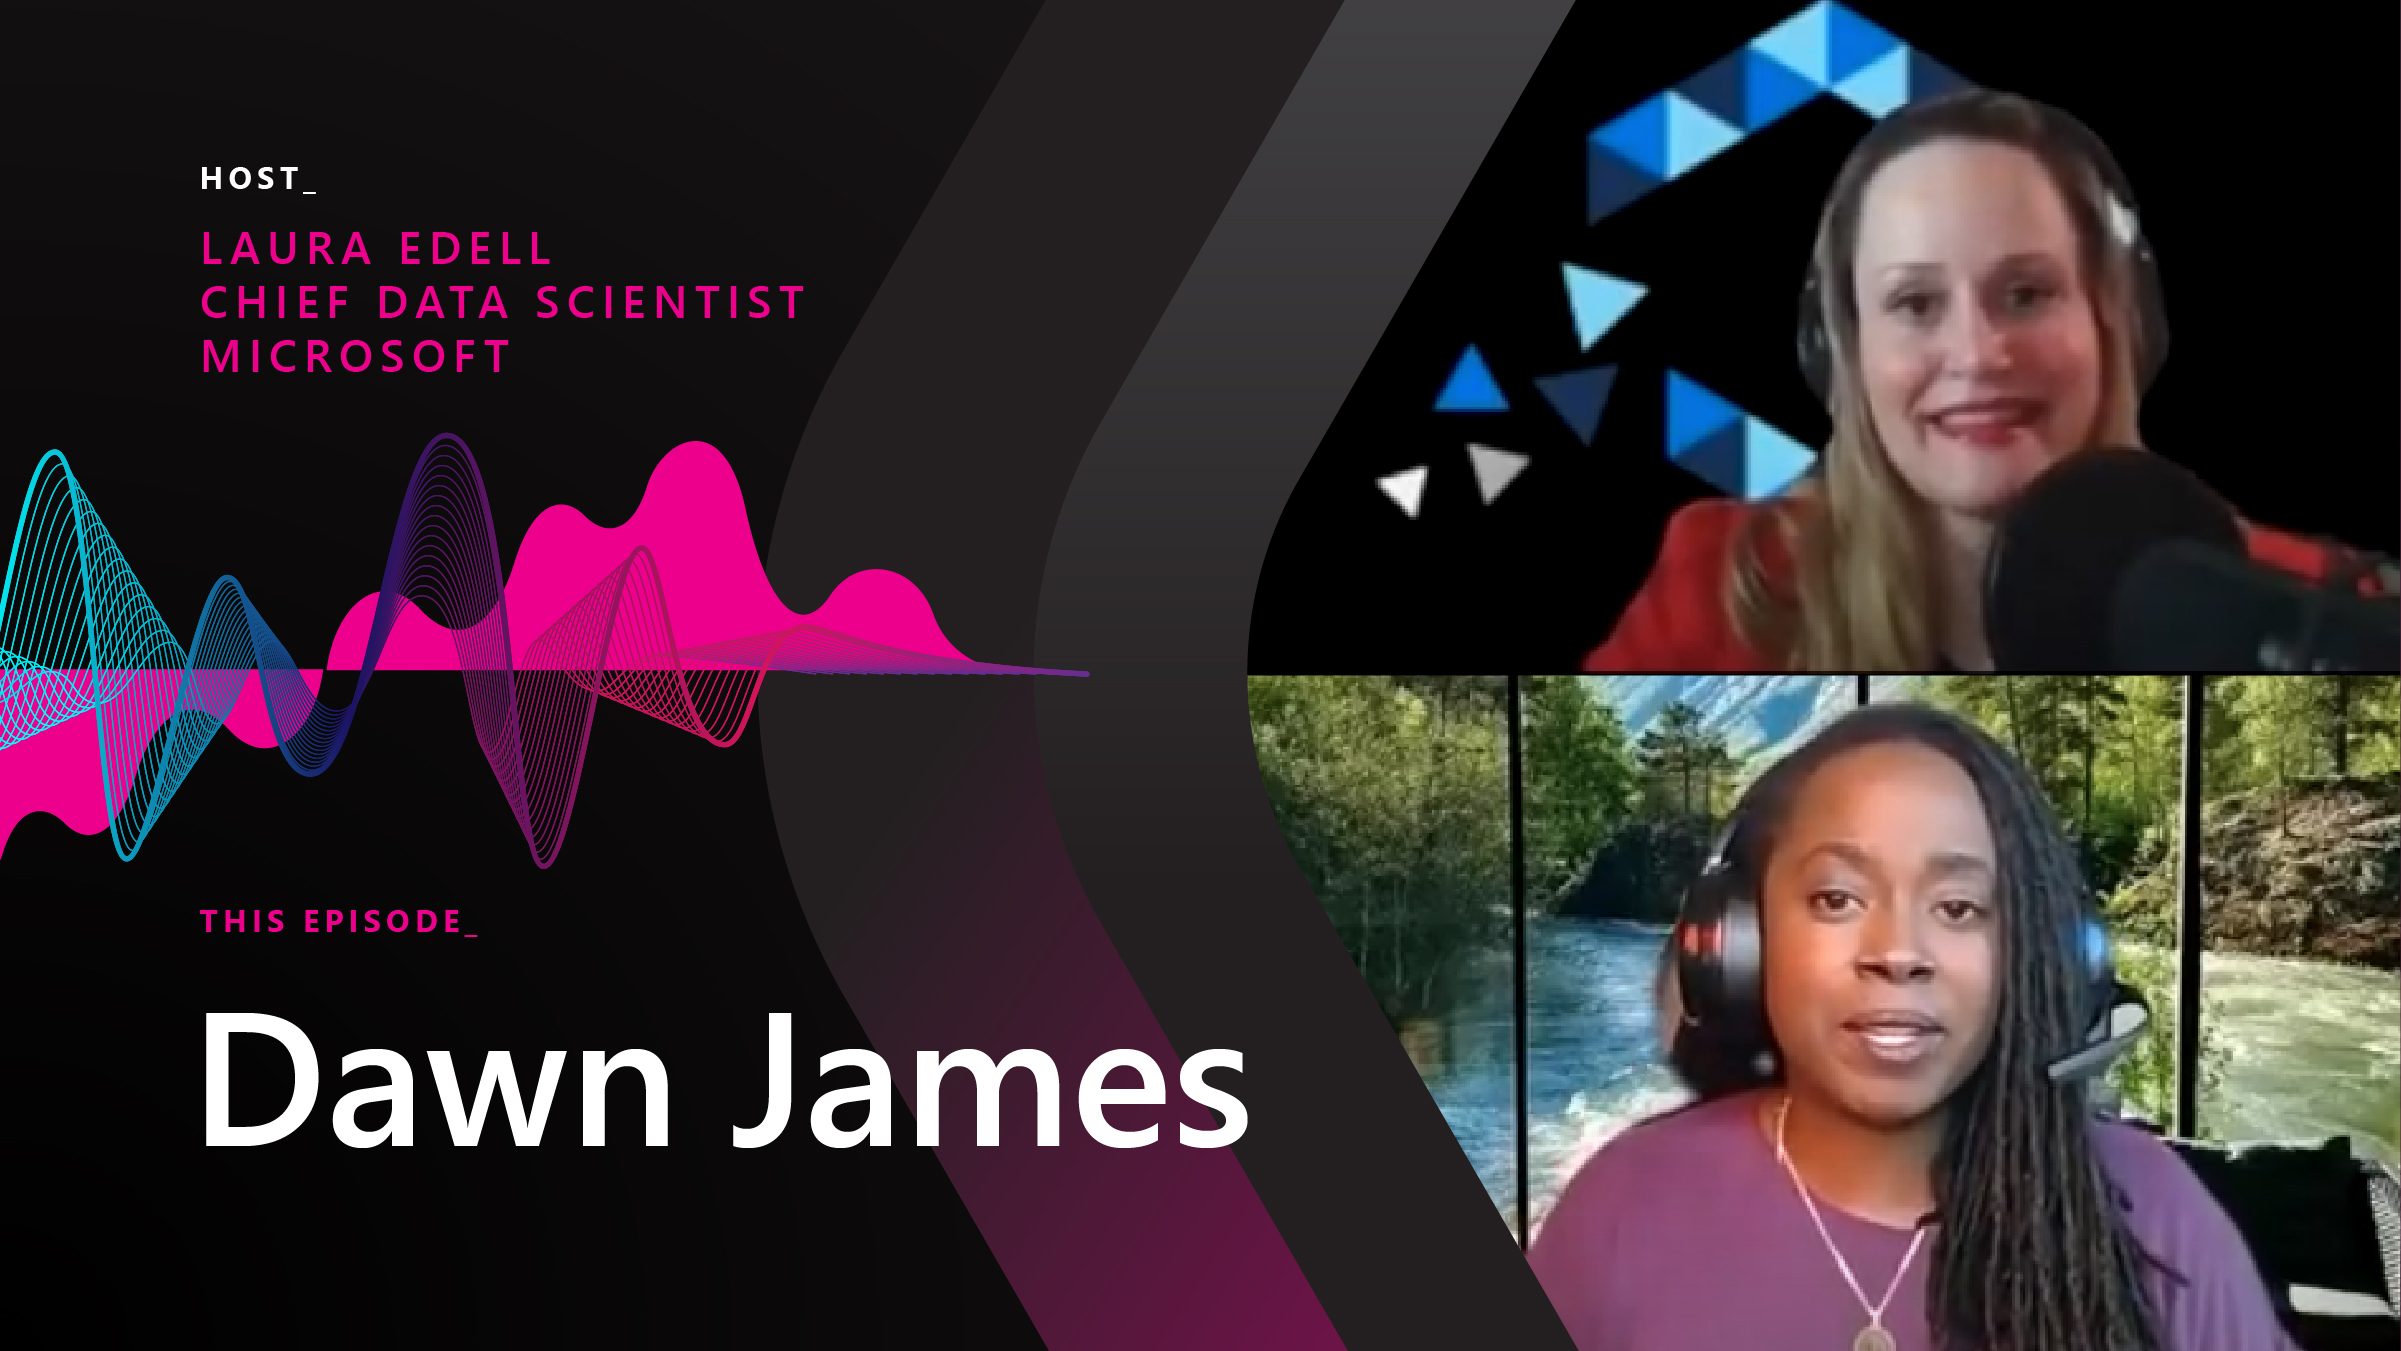 HOST_
LAURA EDELL
CHIEF DATA SCIENTIST
MICROSOFT
THIS EPISODE_
Dawn James